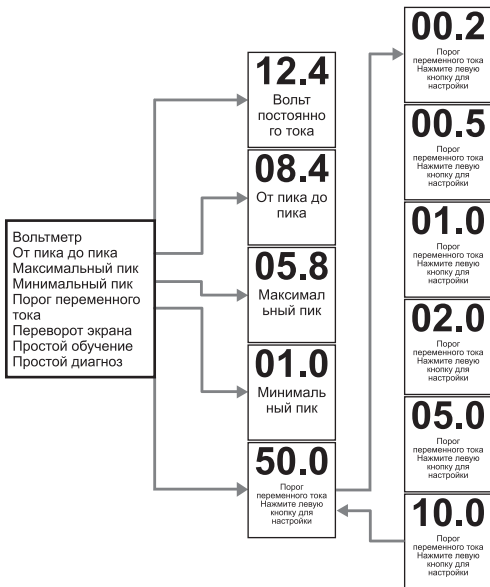 Вольтметр
От пика до пика
Максимальный пик
Минимальный пик
Порог переменного
тока
Переворот экрана
Простой обучение
Простой диагноз
12.4
Вольт
постоянно
го тока
08.4
От пика до
пика
05.8
Максимал
ьный пик
01.0
Минималь
ный пик
50.0
Порог
переменного тока
Нажмите левую
кнопку для
настройки
00.2
Порог
переменного тока
Нажмите левую
кнопку для
настройки
00.5
Порог
переменного тока
Нажмите левую
кнопку для
настройки
01.0
Порог
переменного тока
Нажмите левую
кнопку для
настройки
02.0
Порог
переменного тока
Нажмите левую
кнопку для
настройки
05.0
Порог
переменного тока
Нажмите левую
кнопку для
настройки
10.0
Порог
переменного тока
Нажмите левую
кнопку для
настройки